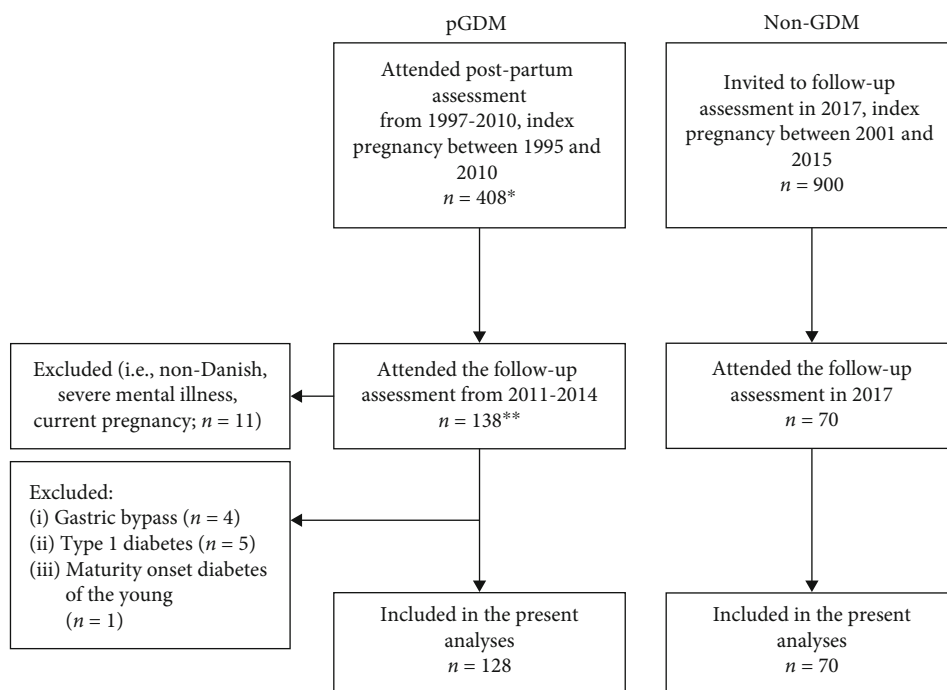 pGDM
Attended post-partum
assessment
from 1997-2010, index
pregnancy between 1995 and
2010
n = 408*
Non-GDM
Invited to follow-up
assessment in 2017, index
pregnancy between 2001 and
2015
n = 900
Excluded (i.e., non-Danish,
severe mental illness,
current pregnancy; n = 11)
Attended the follow-up
assessment from 2011-2014
n = 138**
Attended the follow-up
assessment in 2017
n = 70
Excluded:
(i) Gastric bypass (n = 4)
(ii) Type 1 diabetes (n = 5)
(iii) Maturity onset diabetes
of the young
(n = 1)
Included in the present
analyses
n = 128
Included in the present
analyses
n = 70